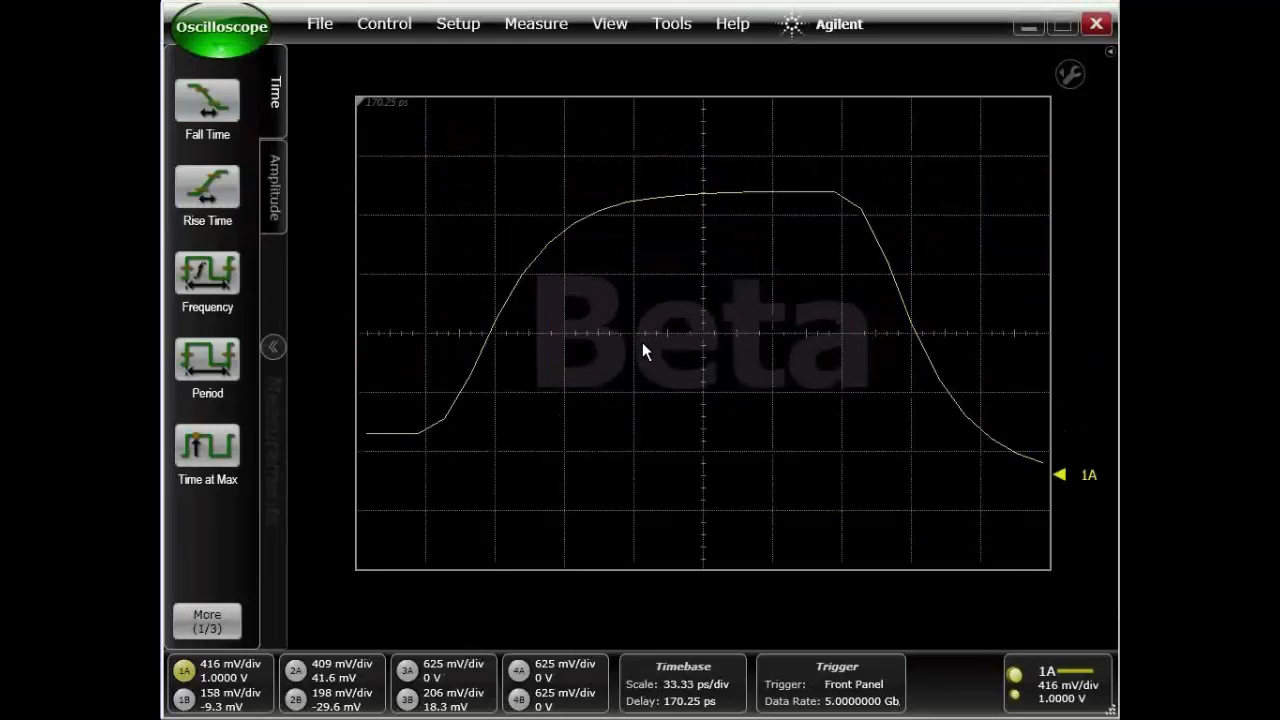 Oscilloscope
File Control Setup Measure View Tools Help Agilent
Time
Amplitude
Measurements
Fall Time
Rise Time
Frequency
Period
Time at Max
More
(1/3)
170.25 ps
Beta
1A
1A 416 mV/div
1.0000 V
1B 158 mV/div
-9.3 mV
2A 409 mV/div
41.6 mV
2B 198 mV/div
-29.6 mV
3A 625 mV/div
0 V
3B 206 mV/div
18.3 mV
4A 625 mV/div
0 V
4B 625 mV/div
0 V
Timebase
Scale: 33.33 ps/div
Delay: 170.25 ps
Trigger
Trigger: Front Panel
Data Rate: 5.0000000 Gb
1A
416 mV/div
1.0000 V